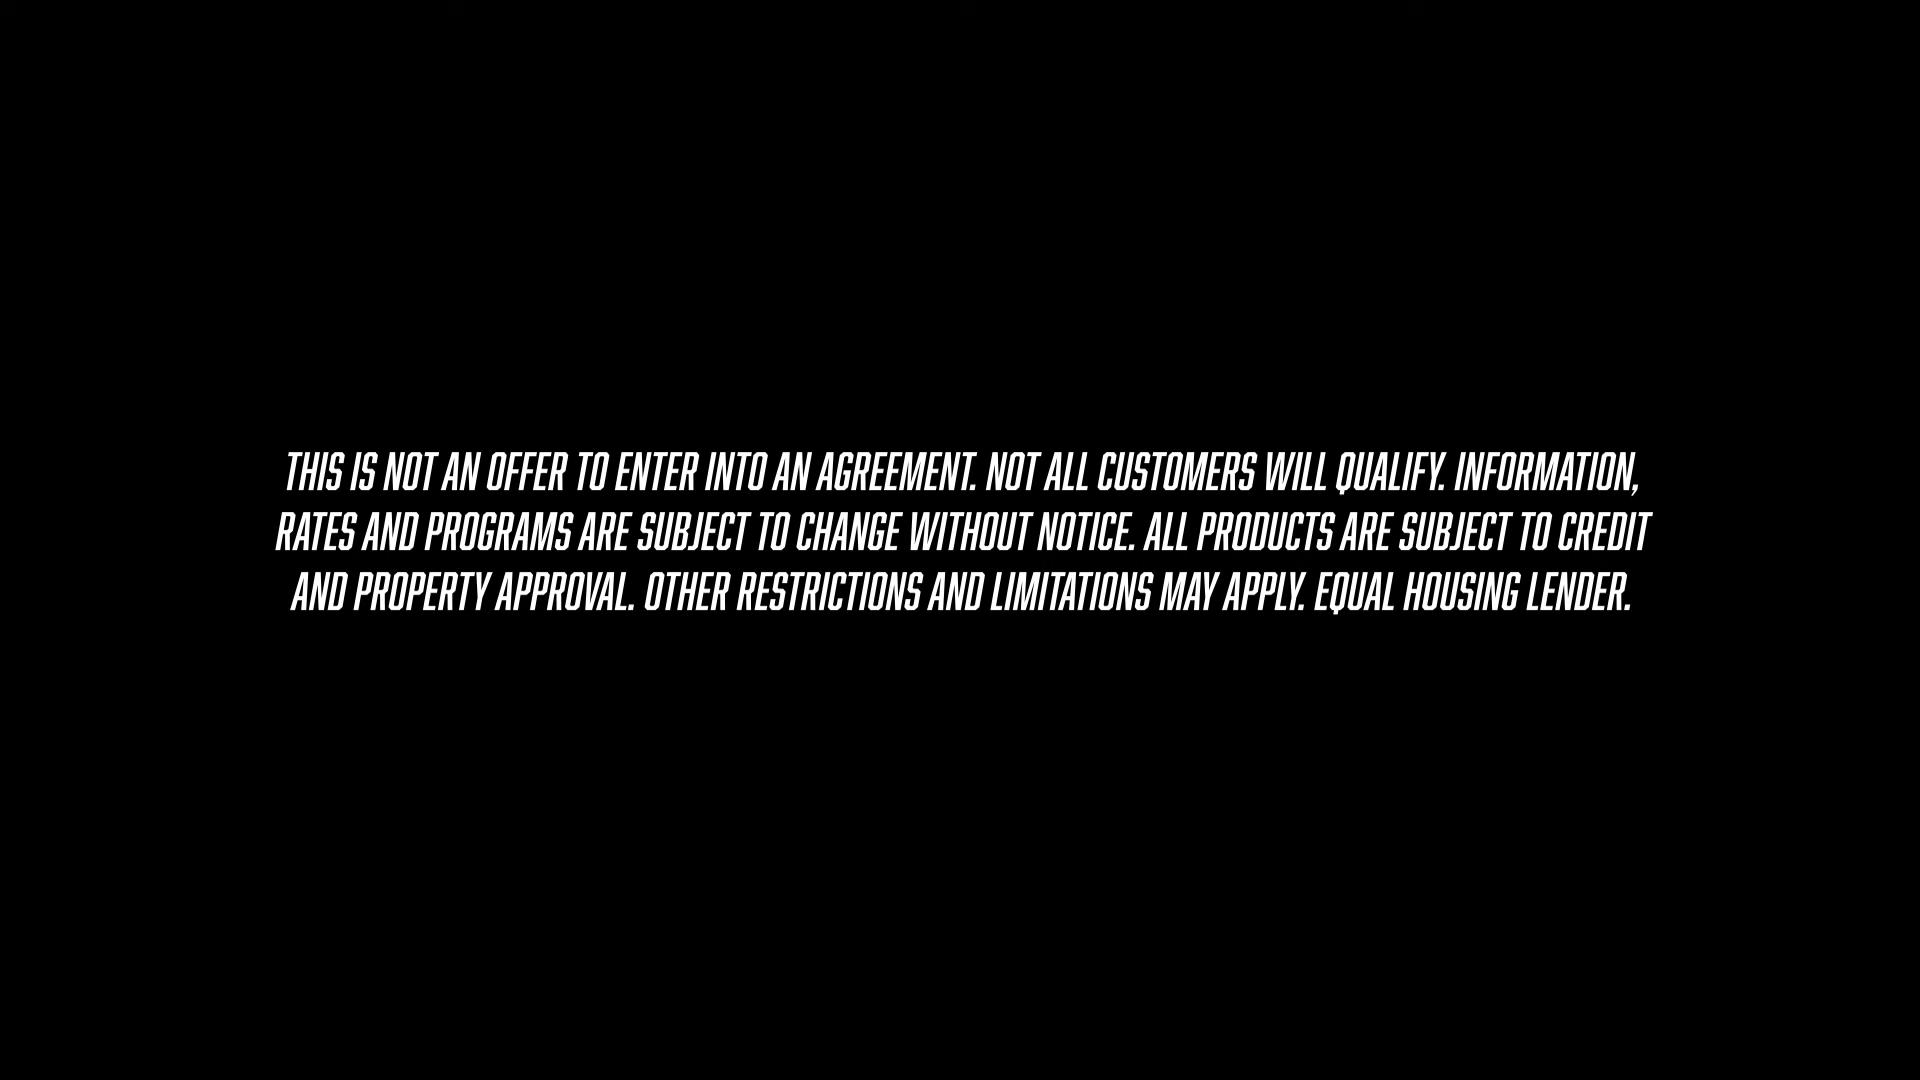 THIS IS NOT AN OFFER TO ENTER INTO AN AGREEMENT. NOT ALL CUSTOMERS WILL QUALIFY. INFORMATION,
RATES AND PROGRAMS ARE SUBJECT TO CHANGE WITHOUT NOTICE. ALL PRODUCTS ARE SUBJECT TO CREDIT
AND PROPERTY APPROVAL. OTHER RESTRICTIONS AND LIMITATIONS MAY APPLY. EQUAL HOUSING LENDER.